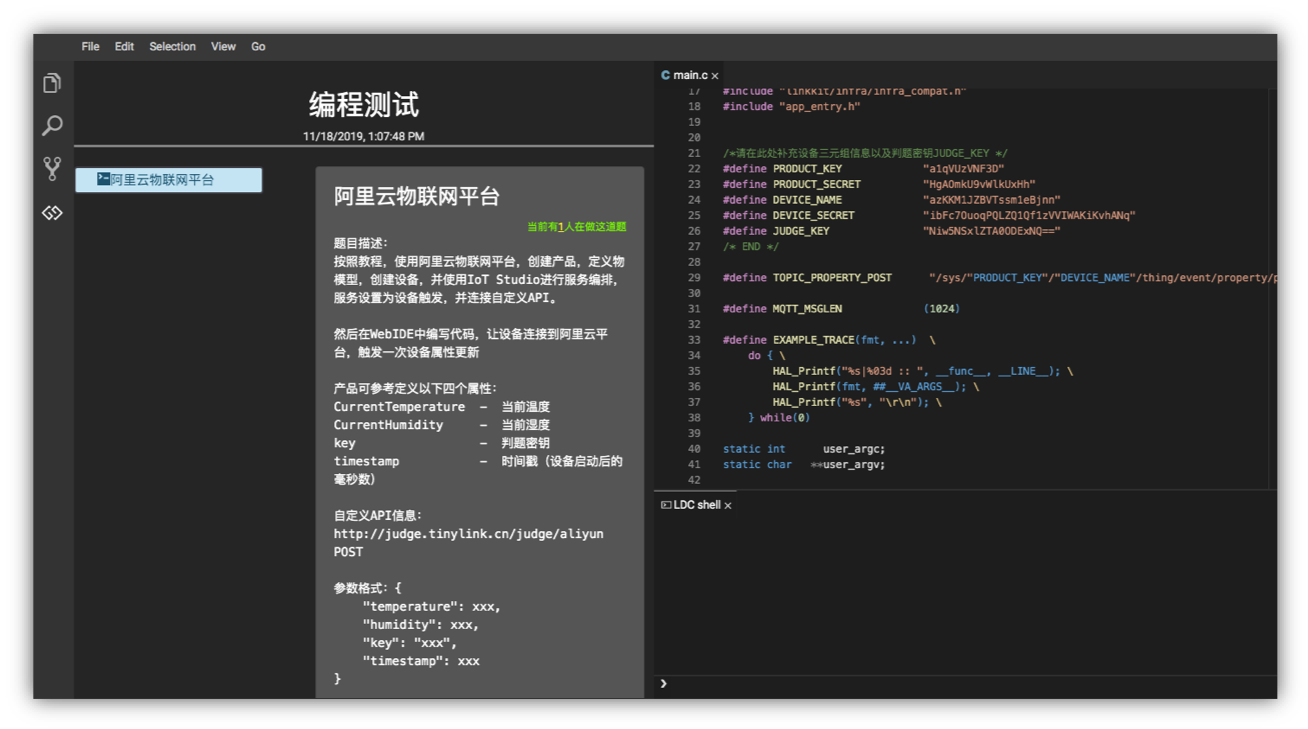 File Edit Selection View Go
编程测试
11/18/2019, 1:07:48 PM
阿里云物联网平台
阿里云物联网平台
当前有1人在做这道题
题目描述：
按照教程，使用阿里云物联网平台，创建产品，定义物
模型，创建设备，并使用IoT Studio进行服务编排，
服务设置为设备触发，并连接自定义API。
然后在WebIDE中编写代码，让设备连接到阿里云平
台，触发一次设备属性更新
产品可参考定义以下四个属性：
CurrentTemperature – 当前温度
CurrentHumidity – 当前湿度
key – 判题密钥
timestamp – 时间戳（设备启动后的
毫秒数）
自定义API信息：
http://judge.tinylink.cn/judge/aliyun
POST
参数格式：{
"temperature": xxx,
"humidity": xxx,
"key": "xxx",
"timestamp": xxx
}
C main.c ×
17 #include "linkkit/infra/infra_compat.h"
18 #include "app_entry.h"
19
20
21 /*请在此处补充设备三元组信息以及判题密钥JUDGE_KEY */
22 #define PRODUCT_KEY "a1qVUzVNF3D"
23 #define PRODUCT_SECRET "HgAOmkU9vWlkUxHh"
24 #define DEVICE_NAME "azKKM1JZBVTssm1eBjnn"
25 #define DEVICE_SECRET "ibFc7OuoqPQLZQ1Qf1zVVIWAKiKvhANq"
26 #define JUDGE_KEY "Niw5NSxlZTA0ODExNQ=="
27 /* END */
28
29 #define TOPIC_PROPERTY_POST "/sys/"PRODUCT_KEY"/"DEVICE_NAME"/thing/event/property/p
30
31 #define MQTT_MSGLEN (1024)
32
33 #define EXAMPLE_TRACE(fmt, ...) \
34 do { \
35 HAL_Printf("%s|%03d :: ", __func__, __LINE__); \
36 HAL_Printf(fmt, ##__VA_ARGS__); \
37 HAL_Printf("%s", "\r\n"); \
38 } while(0)
39
40 static int user_argc;
41 static char **user_argv;
42
LDC shell ×
❯